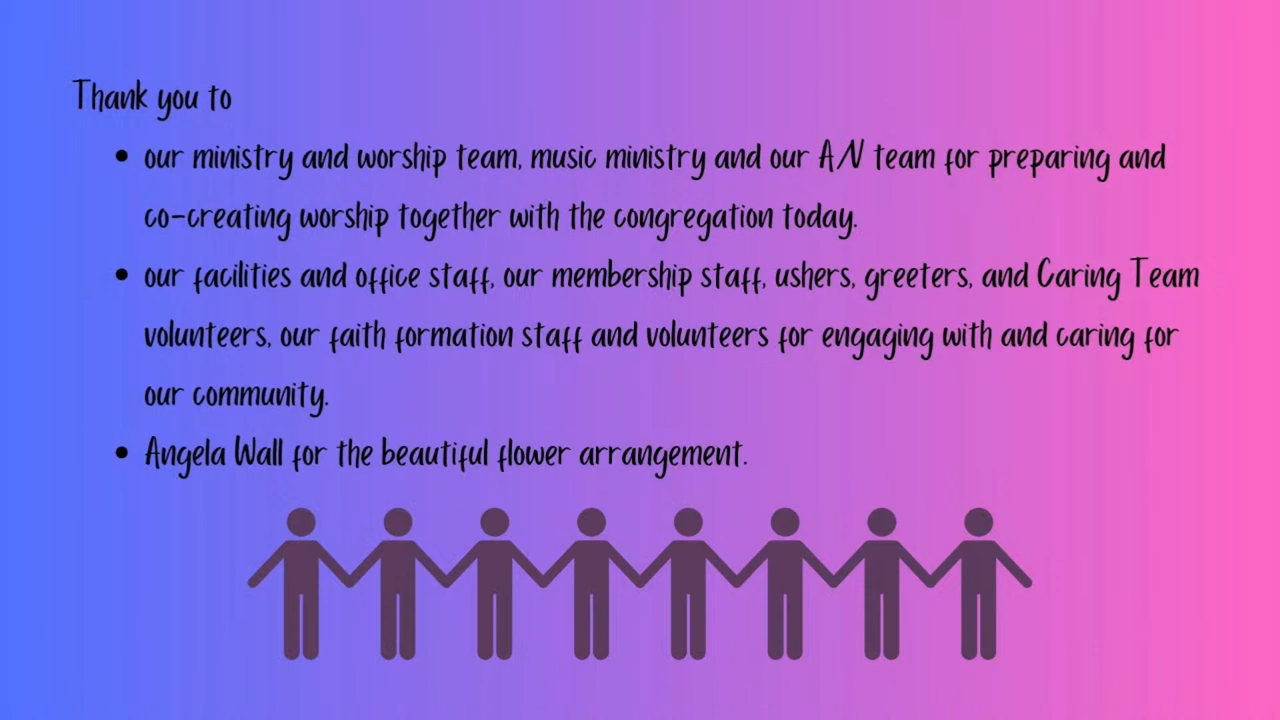 Thank you to
• our ministry and worship team, music ministry and our AN team for preparing and
co-creating worship together with the congregation today.
• our facilities and office staff, our membership staff, ushers, greeters, and Caring Team
volunteers, our faith formation staff and volunteers for engaging with and caring for
our community.
• Angela Wall for the beautiful flower arrangement.